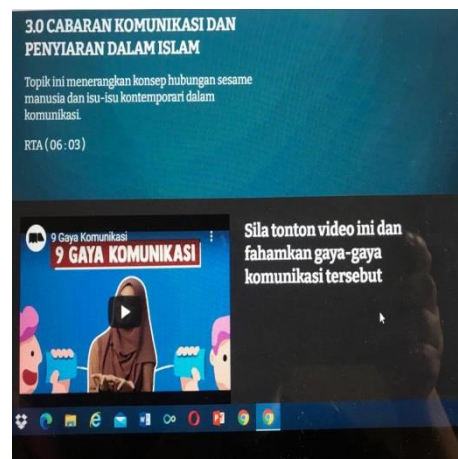 3.0 CABARAN KOMUNIKASI DAN
PENYIARAN DALAM ISLAM
Topik ini menerangkan konsep hubungan sesame
manusia dan isu-isu kontemporari dalam
komunikasi.
RTA ( 06 : 03 )
9 Gaya Komunikasi
9 GAYA KOMUNIKASI
Sila tonton video ini dan
fahamkan gaya-gaya
komunikasi tersebut